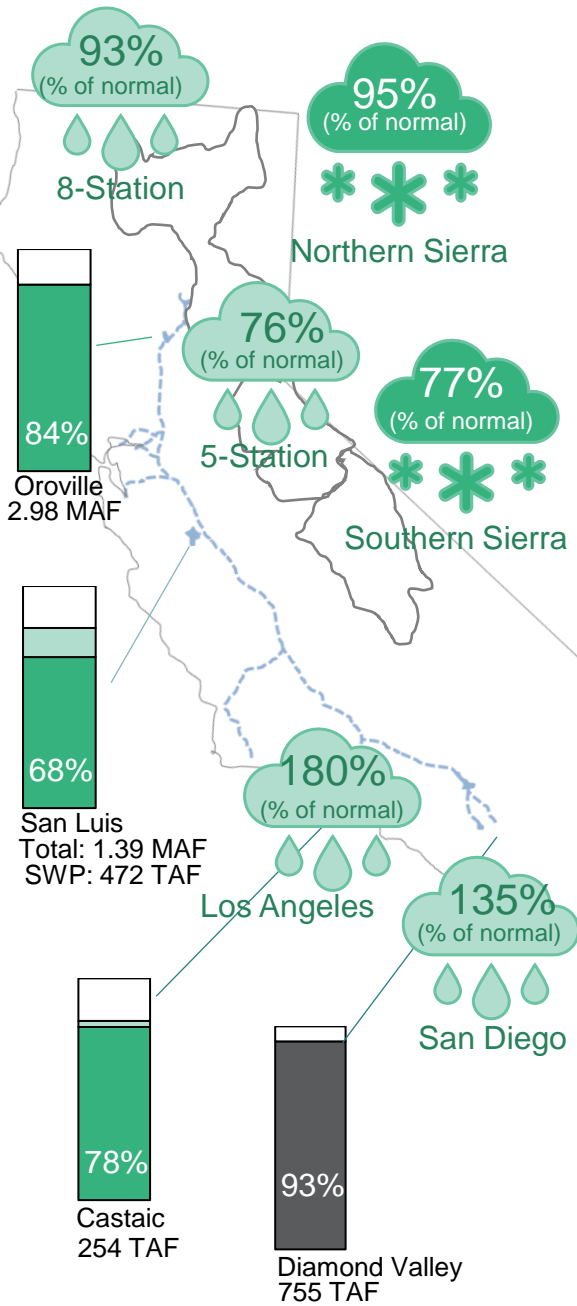 93%
(% of normal)
8-Station
95%
(% of normal)
Northern Sierra
84%
Oroville
2.98 MAF
76%
(% of normal)
5-Station
77%
(% of normal)
Southern Sierra
68%
San Luis
Total: 1.39 MAF
SWP: 472 TAF
180%
(% of normal)
Los Angeles
135%
(% of normal)
San Diego
78%
Castaic
254 TAF
93%
Diamond Valley
755 TAF